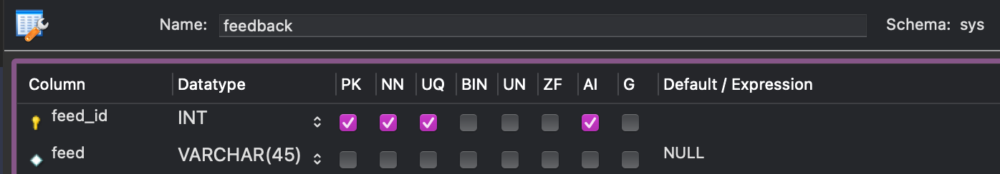 Name: feedback Schema: sys
Column Datatype PK NN UQ BIN UN ZF AI G Default / Expression
feed_id INT
feed VARCHAR(45) NULL